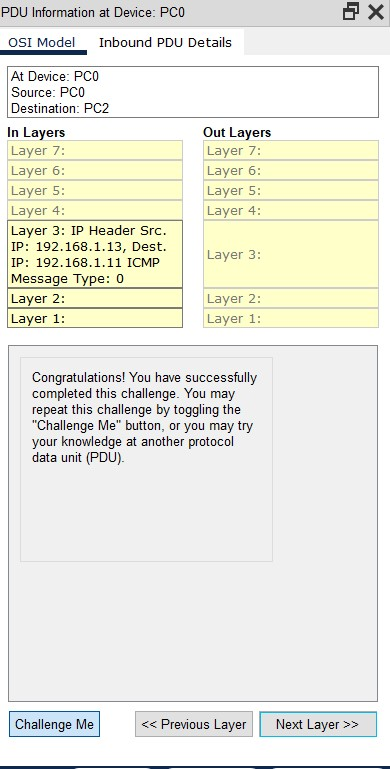 PDU Information at Device: PC0
OSI Model    Inbound PDU Details
At Device: PC0
Source: PC0
Destination: PC2
In Layers
Layer 7:
Layer 6:
Layer 5:
Layer 4:
Layer 3: IP Header Src.
IP: 192.168.1.13, Dest.
IP: 192.168.1.11 ICMP
Message Type: 0
Layer 2:
Layer 1:
Out Layers
Layer 7:
Layer 6:
Layer 5:
Layer 4:
Layer 3:
Layer 2:
Layer 1:
Congratulations! You have successfully
completed this challenge. You may
repeat this challenge by toggling the
"Challenge Me" button, or you may try
your knowledge at another protocol
data unit (PDU).
Challenge Me    << Previous Layer    Next Layer >>